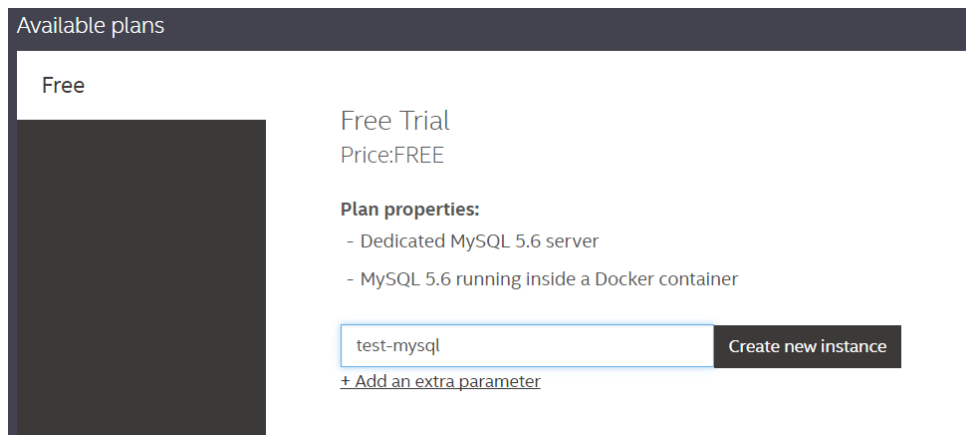 Available plans
Free
Free Trial
Price:FREE
Plan properties:
- Dedicated MySQL 5.6 server
- MySQL 5.6 running inside a Docker container
test-mysql
Create new instance
+ Add an extra parameter